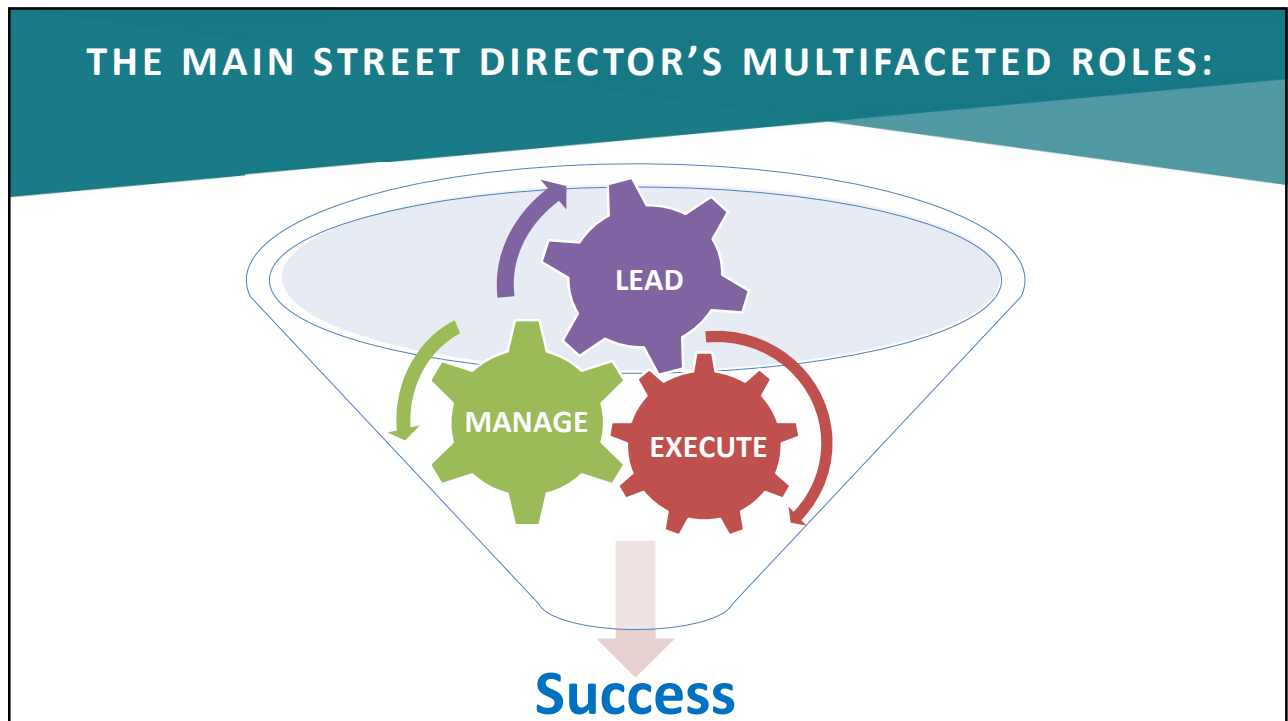 THE MAIN STREET DIRECTOR’S MULTIFACETED ROLES:
LEAD
MANAGE
EXECUTE
Success